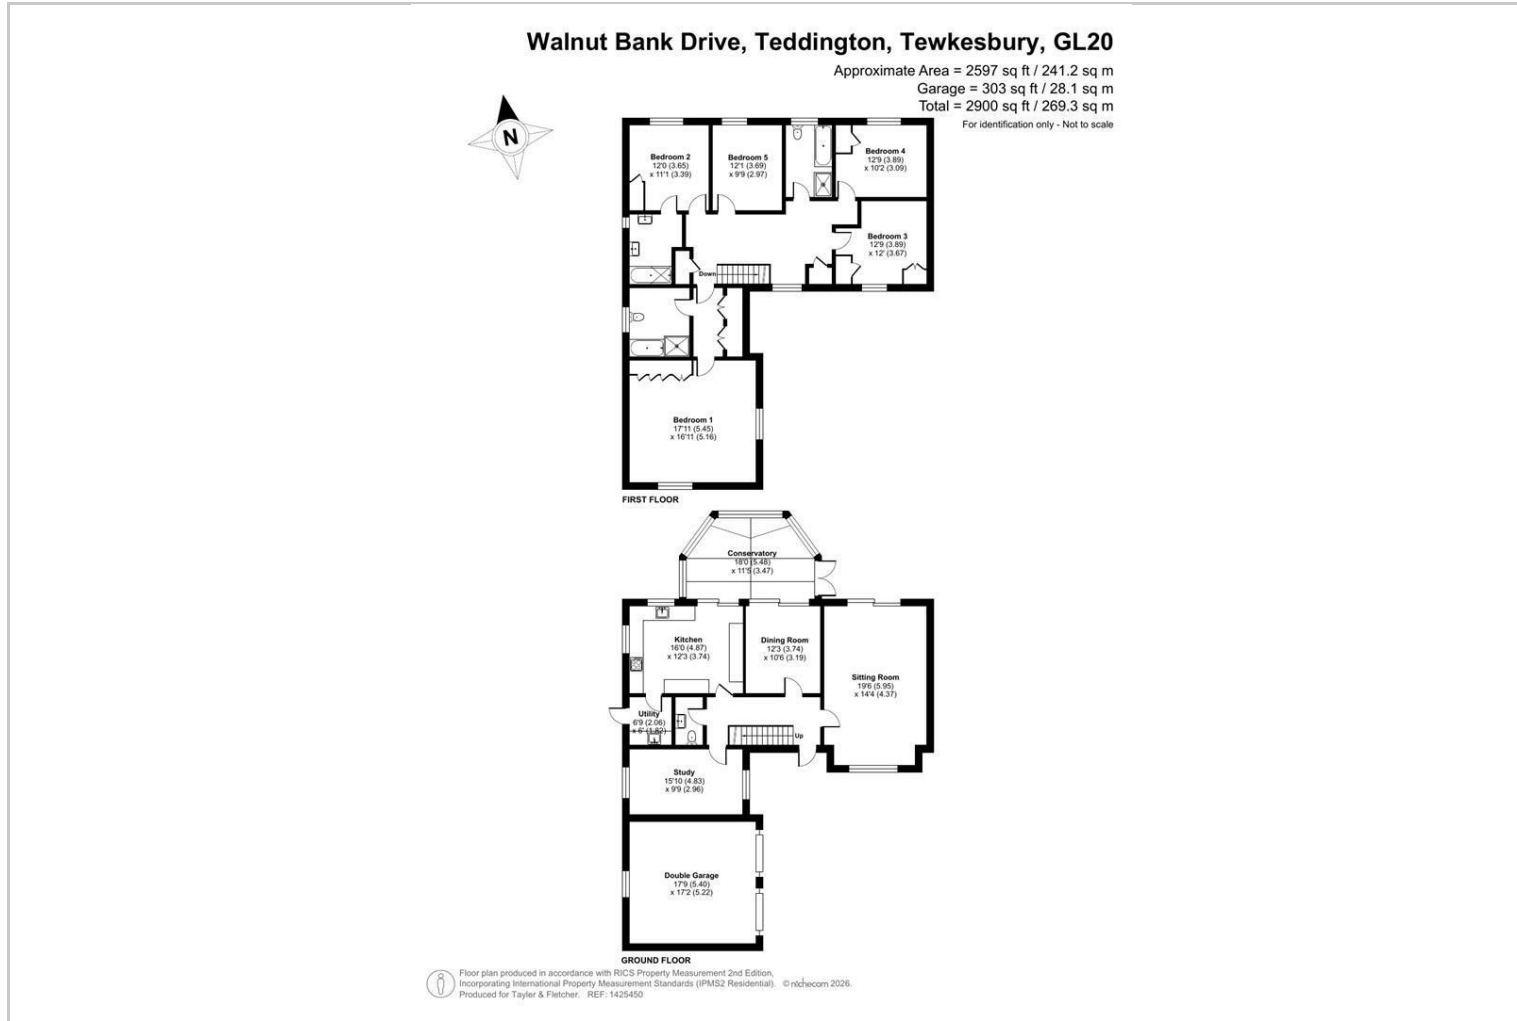 Walnut Bank Drive, Teddington, Tewkesbury, GL20
Approximate Area = 2597 sq ft / 241.2 sq m
Garage = 303 sq ft / 28.1 sq m
Total = 2900 sq ft / 269.3 sq m
For identification only - Not to scale
N
Bedroom 2
12'0 (3.65)
x 11'1 (3.39)
Bedroom 5
12'1 (3.69)
x 9'9 (2.97)
Bedroom 4
12'9 (3.89)
x 10'2 (3.09)
Bedroom 3
12'9 (3.89)
x 12' (3.67)
Down
Bedroom 1
17'11 (5.45)
x 16'11 (5.16)
FIRST FLOOR
Conservatory
18'0 (5.48)
x 11'5 (3.47)
Kitchen
16'0 (4.87)
x 12'3 (3.74)
Dining Room
12'3 (3.74)
x 10'6 (3.19)
Sitting Room
19'6 (5.95)
x 14'4 (4.37)
Utility
6'9 (2.06)
x 6' (1.82)
Up
Study
15'10 (4.83)
x 9'9 (2.96)
Double Garage
17'9 (5.40)
x 17'2 (5.22)
GROUND FLOOR
Floor plan produced in accordance with RICS Property Measurement 2nd Edition,
Incorporating International Property Measurement Standards (IPMS2 Residential). © nichecom 2026.
Produced for Tayler & Fletcher. REF: 1425450